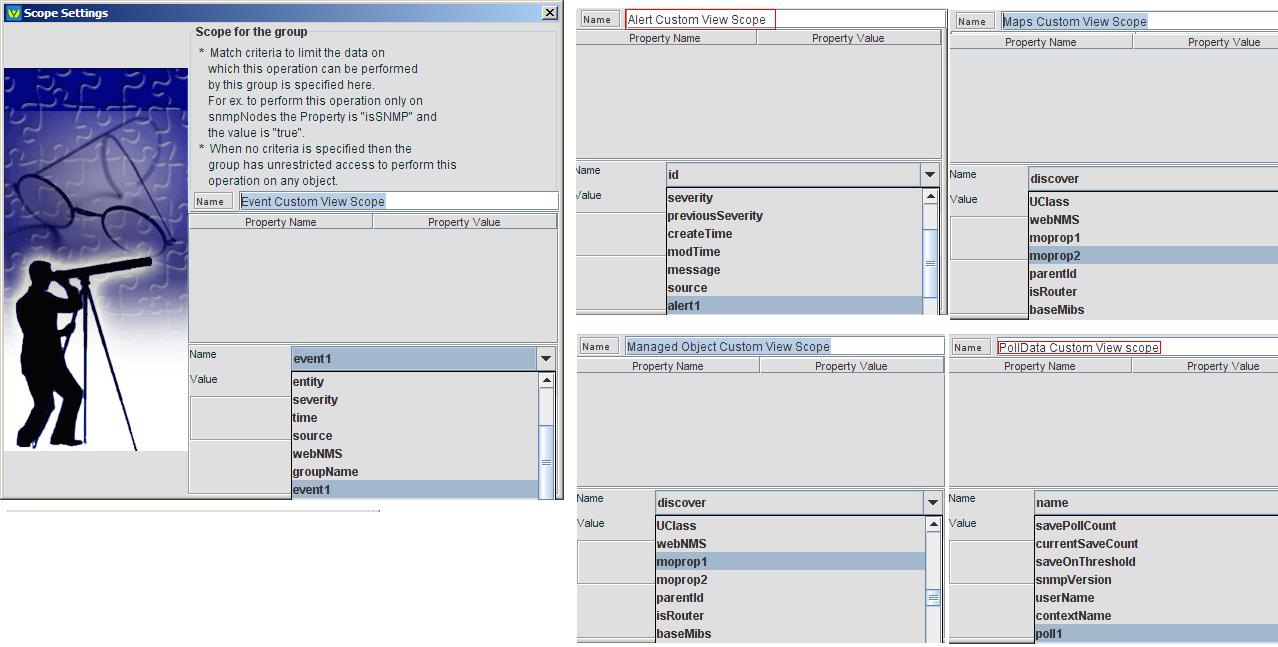 Scope Settings
Scope for the group
* Match criteria to limit the data on
which this operation can be performed
by this group is specified here.
For ex. to perform this operation only on
snmpNodes the Property is "isSNMP" and
the value is "true".
* When no criteria is specified then the
group has unrestricted access to perform this
operation on any object.
Name Event Custom View Scope
Property Name Property Value
Name event1
Value
entity
severity
time
source
webNMS
groupName
event1
Name Alert Custom View Scope
Property Name Property Value
Name id
Value
severity
previousSeverity
createTime
modTime
message
source
alert1
Name Maps Custom View Scope
Property Name Property Value
Name discover
Value
UClass
webNMS
moprop1
moprop2
parentId
isRouter
baseMibs
Name Managed Object Custom View Scope
Property Name Property Value
Name discover
Value
UClass
webNMS
moprop1
moprop2
parentId
isRouter
baseMibs
Name PollData Custom View scope
Property Name Property Value
Name name
Value
savePollCount
currentSaveCount
saveOnThreshold
snmpVersion
userName
contextName
poll1